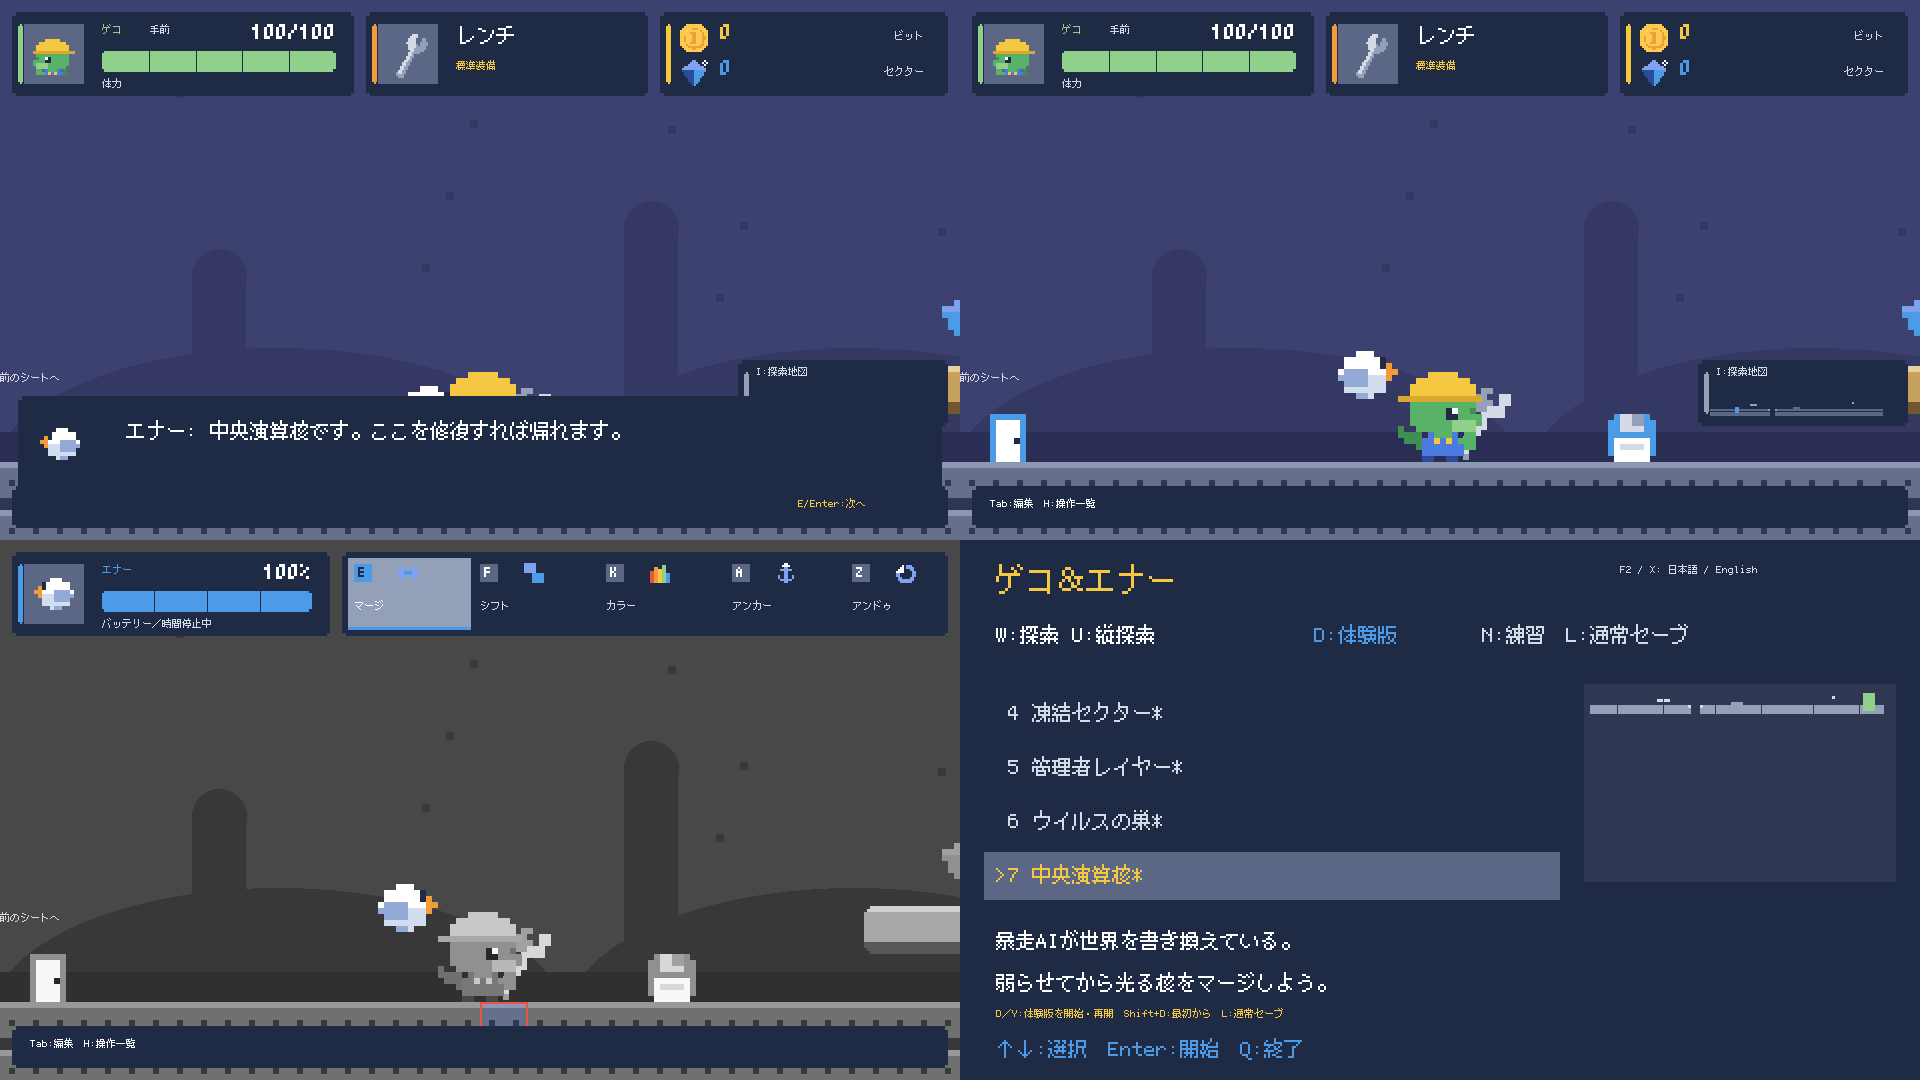 ゲコ 手前 100/100
体力
レンチ
標準装備
0 ビット
0 セクター
前のシートへ
I:探索地図
エナー: 中央演算核です。ここを修復すれば帰れます。
E/Enter:次へ
ゲコ 手前 100/100
体力
レンチ
標準装備
0 ビット
0 セクター
前のシートへ
I:探索地図
Tab:編集 H:操作一覧
エナー 100%
バッテリー/時間停止中
E マージ
F シフト
K カラー
A アンカー
Z アンドゥ
前のシートへ
Tab:編集 H:操作一覧
ゲコ&エナー
F2 / X: 日本語 / English
W:探索 U:縦探索 D:体験版 N:練習 L:通常セーブ
4 凍結セクター*
5 管理者レイヤー*
6 ウイルスの巣*
>7 中央演算核*
暴走AIが世界を書き換えている。
弱らせてから光る核をマージしよう。
D/Y:体験版を開始・再開 Shift+D:最初から L:通常セーブ
↑↓:選択 Enter:開始 Q:終了